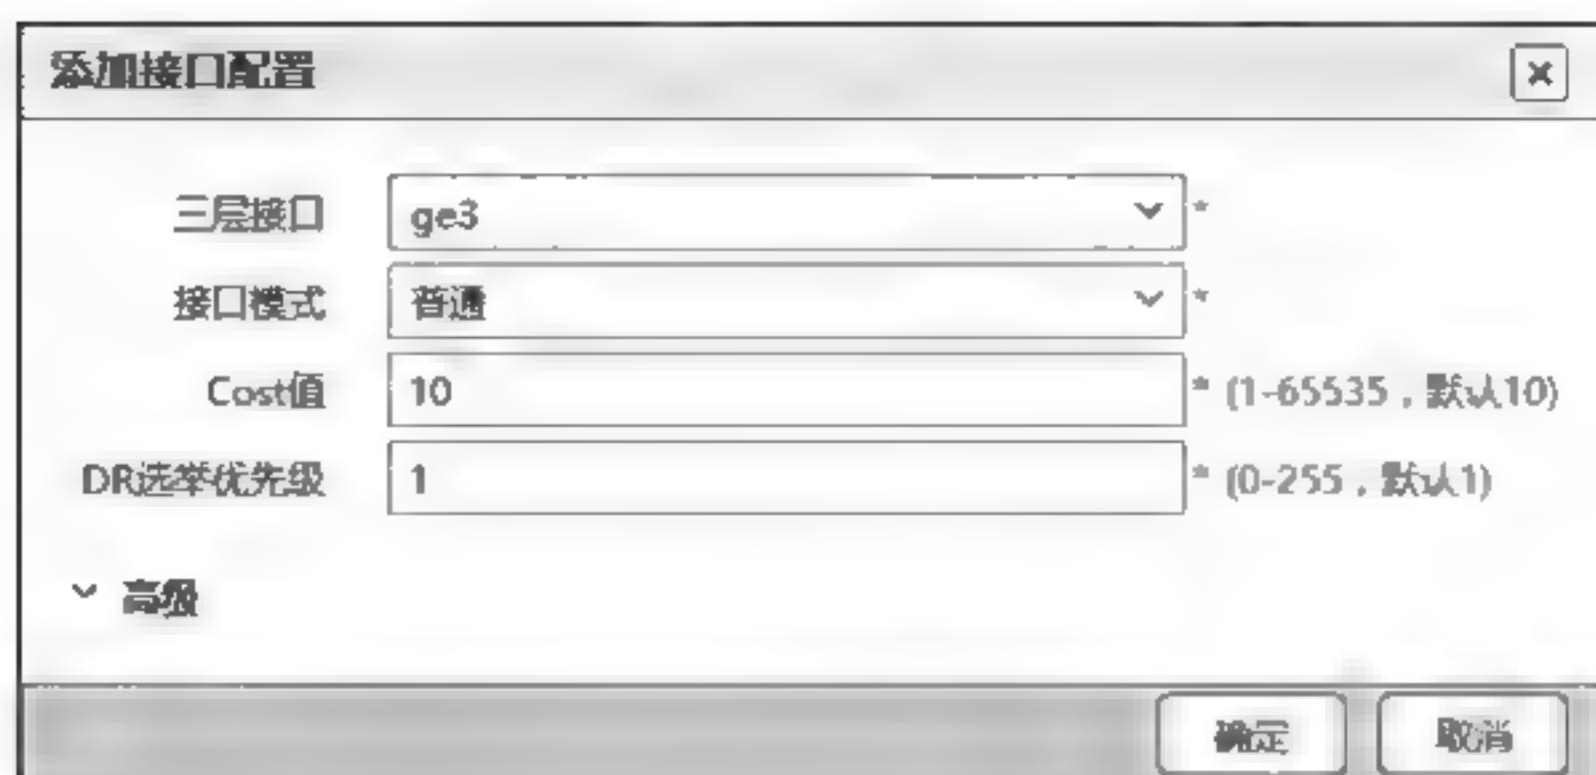 添加接口配置
三层接口 ge3 *
接口模式 普通 *
Cost值 10 * (1-65535，默认10)
DR选举优先级 1 * (0-255，默认1)
高级
确定 取消